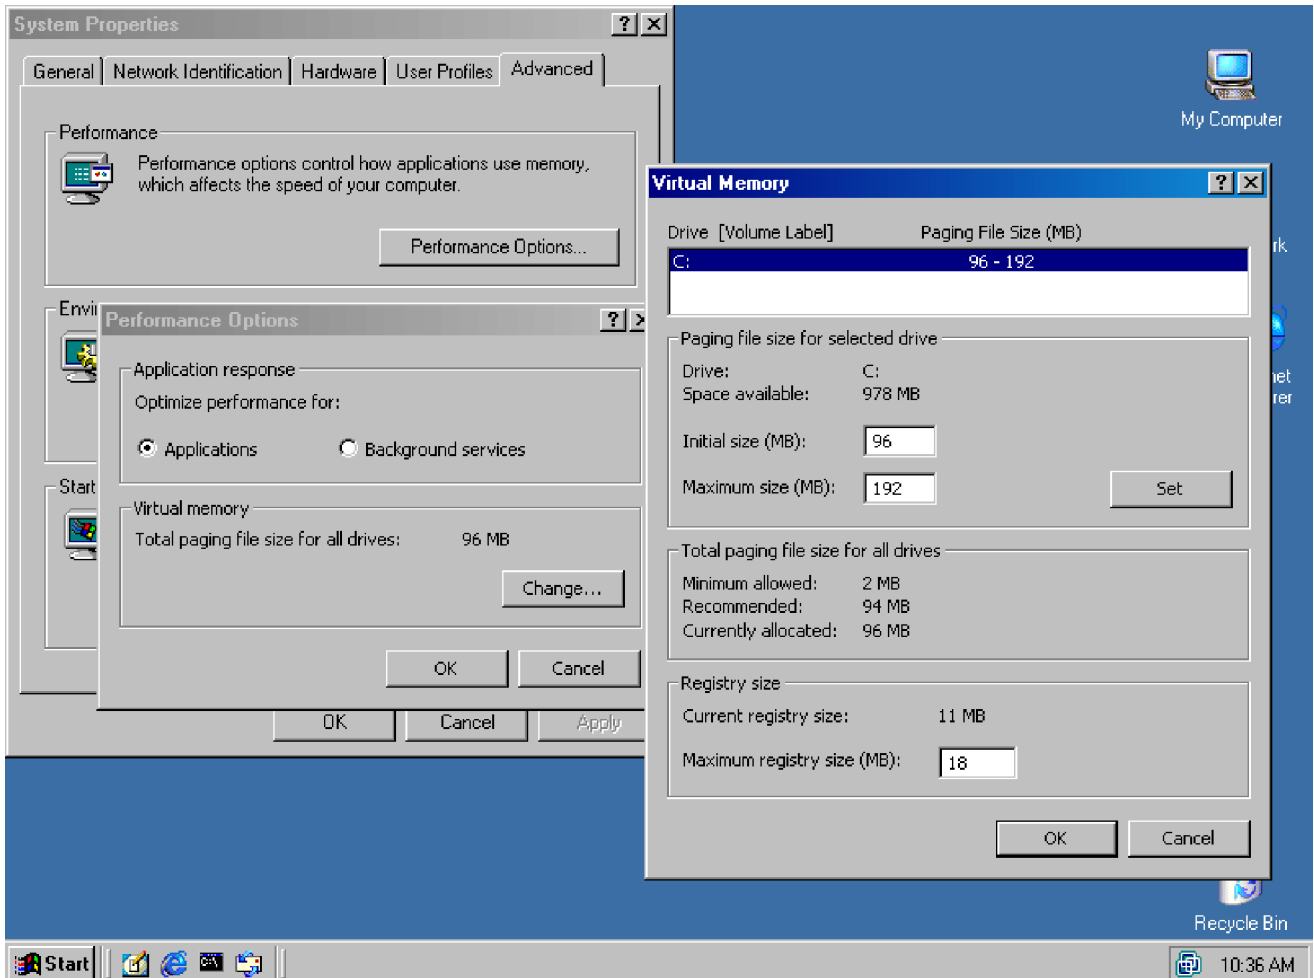 System Properties
General
Network Identification
Hardware
User Profiles
Advanced
Performance
Performance options control how applications use memory,
which affects the speed of your computer.
Performance Options...
Envi
Start
OK
Cancel
Apply
Performance Options
Application response
Optimize performance for:
Applications
Background services
Virtual memory
Total paging file size for all drives: 96 MB
Change...
OK
Cancel
Virtual Memory
Drive [Volume Label] Paging File Size (MB)
C: 96 - 192
Paging file size for selected drive
Drive: C:
Space available: 978 MB
Initial size (MB): 96
Maximum size (MB): 192
Set
Total paging file size for all drives
Minimum allowed: 2 MB
Recommended: 94 MB
Currently allocated: 96 MB
Registry size
Current registry size: 11 MB
Maximum registry size (MB): 18
OK
Cancel
My Computer
rk
net
rer
Recycle Bin
Start
10:36 AM